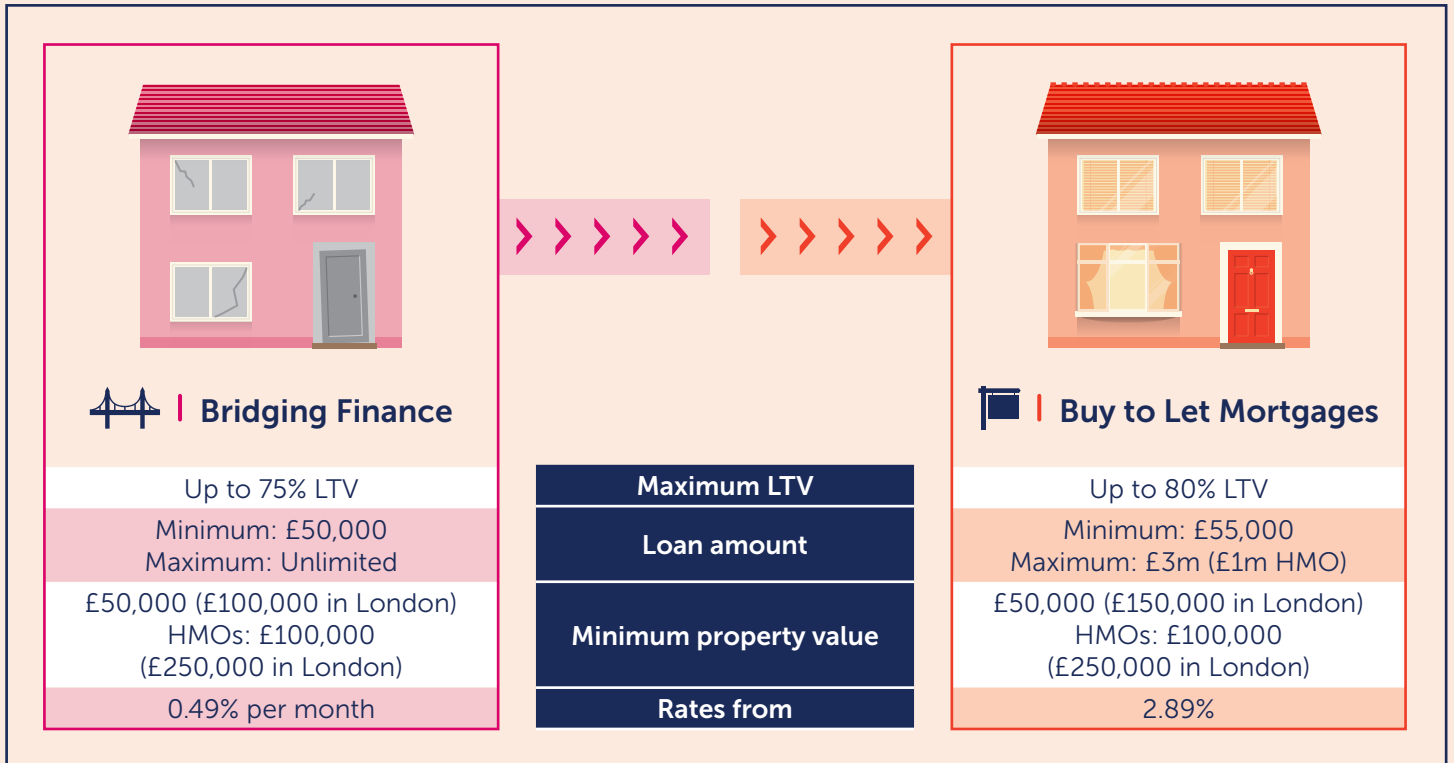 Bridging Finance
Up to 75% LTV
Minimum: £50,000
Maximum: Unlimited
£50,000 (£100,000 in London)
HMOs: £100,000
(£250,000 in London)
0.49% per month
Maximum LTV
Loan amount
Minimum property value
Rates from
Buy to Let Mortgages
Up to 80% LTV
Minimum: £55,000
Maximum: £3m (£1m HMO)
£50,000 (£150,000 in London)
HMOs: £100,000
(£250,000 in London)
2.89%